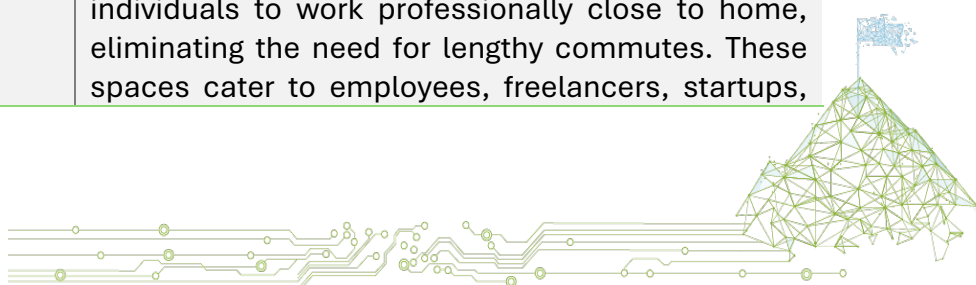 individuals to work professionally close to home,
eliminating the need for lengthy commutes. These
spaces cater to employees, freelancers, startups,